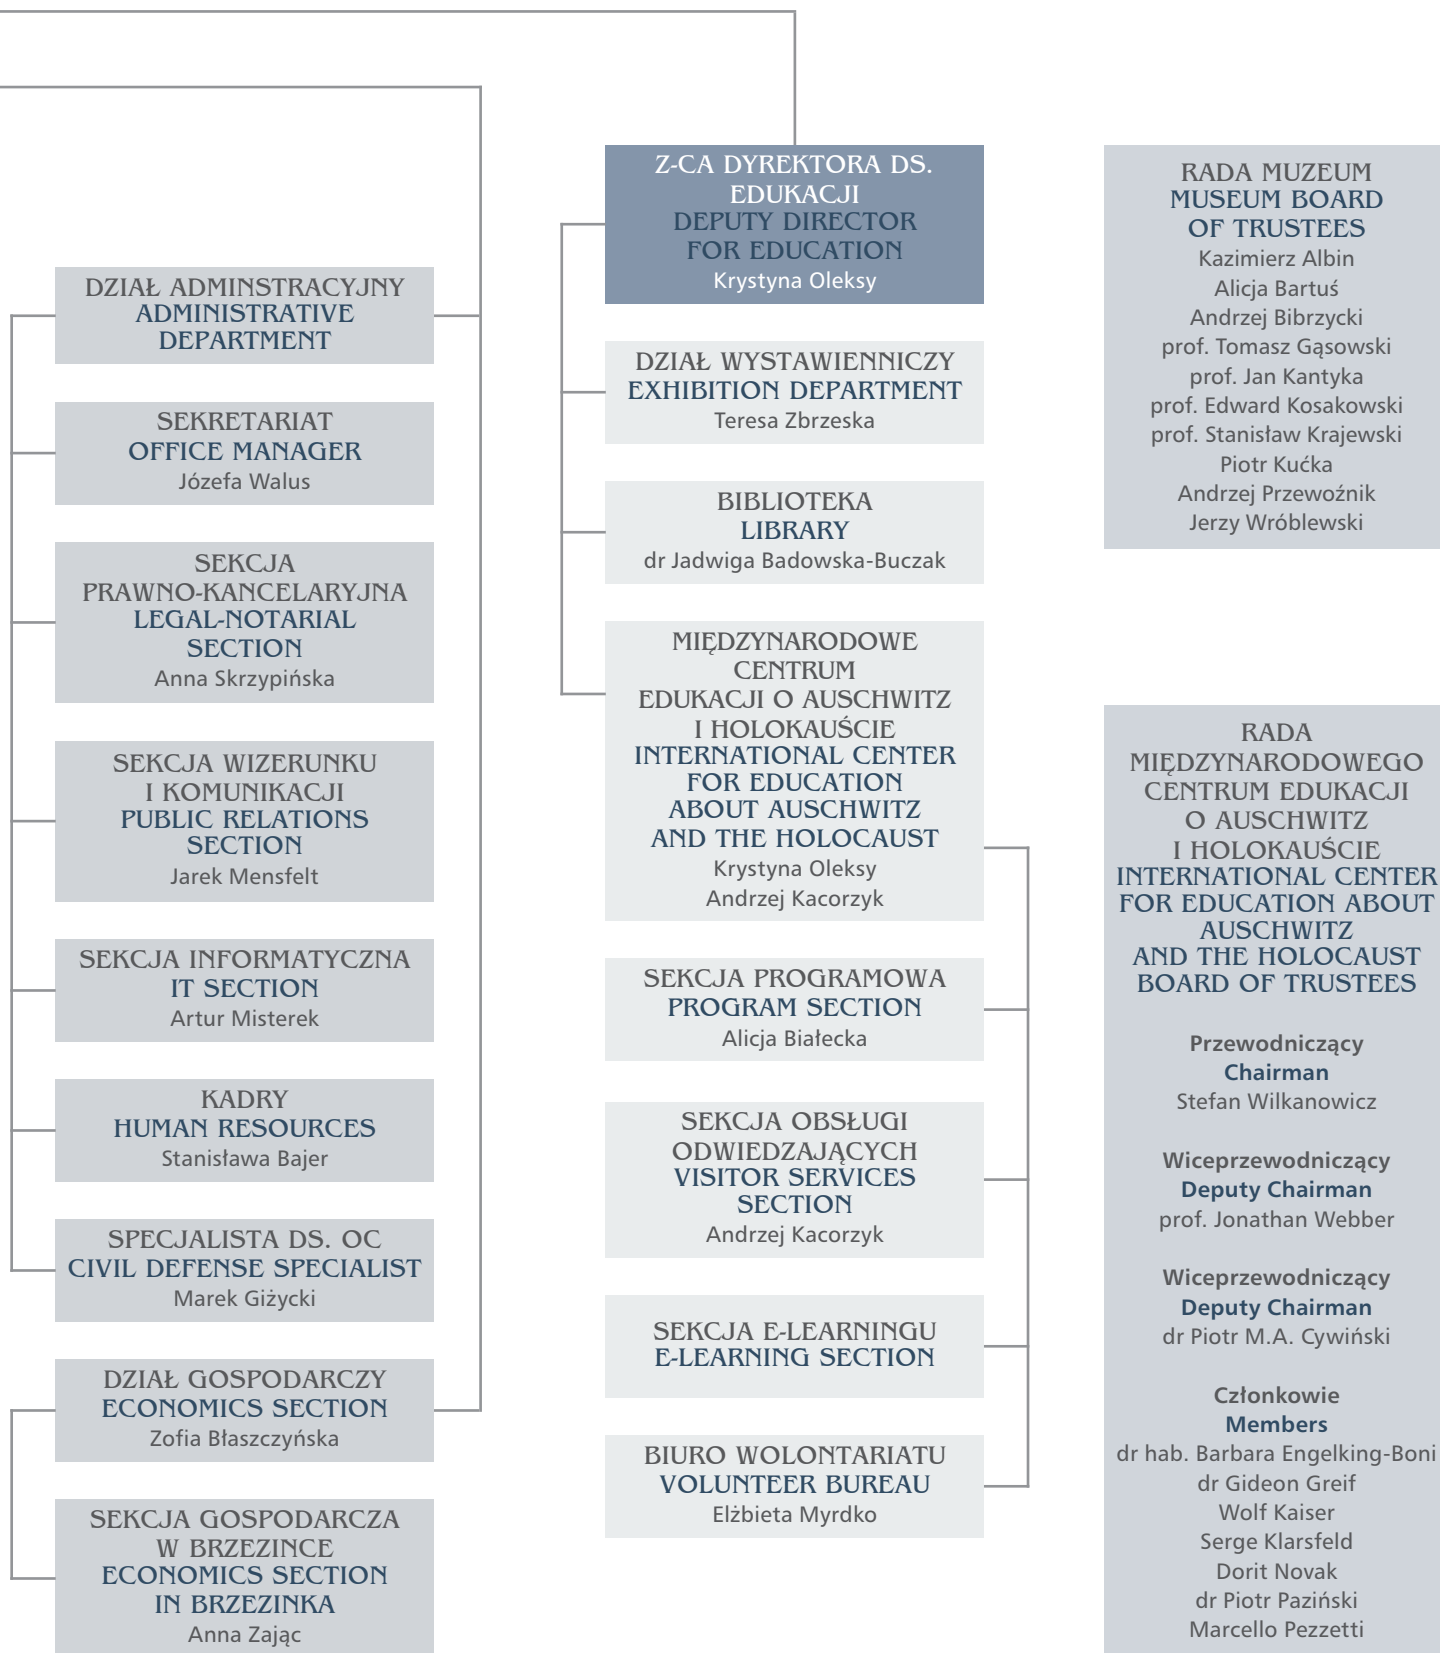 DZIAŁ ADMINSTRACYJNY
ADMINISTRATIVE
DEPARTMENT
SEKRETARIAT
OFFICE MANAGER
Józefa Walus
SEKCJA
PRAWNO-KANCELARYJNA
LEGAL-NOTARIAL
SECTION
Anna Skrzypińska
SEKCJA WIZERUNKU
I KOMUNIKACJI
PUBLIC RELATIONS
SECTION
Jarek Mensfelt
SEKCJA INFORMATYCZNA
IT SECTION
Artur Misterek
KADRY
HUMAN RESOURCES
Stanisława Bajer
SPECJALISTA DS. OC
CIVIL DEFENSE SPECIALIST
Marek Giżycki
DZIAŁ GOSPODARCZY
ECONOMICS SECTION
Zofia Błaszczyńska
SEKCJA GOSPODARCZA
W BRZEZINCE
ECONOMICS SECTION
IN BRZEZINKA
Anna Zając
Z-CA DYREKTORA DS.
EDUKACJI
DEPUTY DIRECTOR
FOR EDUCATION
Krystyna Oleksy
DZIAŁ WYSTAWIENNICZY
EXHIBITION DEPARTMENT
Teresa Zbrzeska
BIBLIOTEKA
LIBRARY
dr Jadwiga Badowska-Buczak
MIĘDZYNARODOWE
CENTRUM
EDUKACJI O AUSCHWITZ
I HOLOKAUŚCIE
INTERNATIONAL CENTER
FOR EDUCATION
ABOUT AUSCHWITZ
AND THE HOLOCAUST
Krystyna Oleksy
Andrzej Kacorzyk
SEKCJA PROGRAMOWA
PROGRAM SECTION
Alicja Białecka
SEKCJA OBSŁUGI
ODWIEDZAJĄCYCH
VISITOR SERVICES
SECTION
Andrzej Kacorzyk
SEKCJA E-LEARNINGU
E-LEARNING SECTION
BIURO WOLONTARIATU
VOLUNTEER BUREAU
Elżbieta Myrdko
RADA MUZEUM
MUSEUM BOARD
OF TRUSTEES
Kazimierz Albin
Alicja Bartuś
Andrzej Bibrzycki
prof. Tomasz Gąsowski
prof. Jan Kantyka
prof. Edward Kosakowski
prof. Stanisław Krajewski
Piotr Kućka
Andrzej Przewoźnik
Jerzy Wróblewski
RADA
MIĘDZYNARODOWEGO
CENTRUM EDUKACJI
O AUSCHWITZ
I HOLOKAUŚCIE
INTERNATIONAL CENTER
FOR EDUCATION ABOUT
AUSCHWITZ
AND THE HOLOCAUST
BOARD OF TRUSTEES
Przewodniczący
Chairman
Stefan Wilkanowicz
Wiceprzewodniczący
Deputy Chairman
prof. Jonathan Webber
Wiceprzewodniczący
Deputy Chairman
dr Piotr M.A. Cywiński
Członkowie
Members
dr hab. Barbara Engelking-Boni
dr Gideon Greif
Wolf Kaiser
Serge Klarsfeld
Dorit Novak
dr Piotr Paziński
Marcello Pezzetti